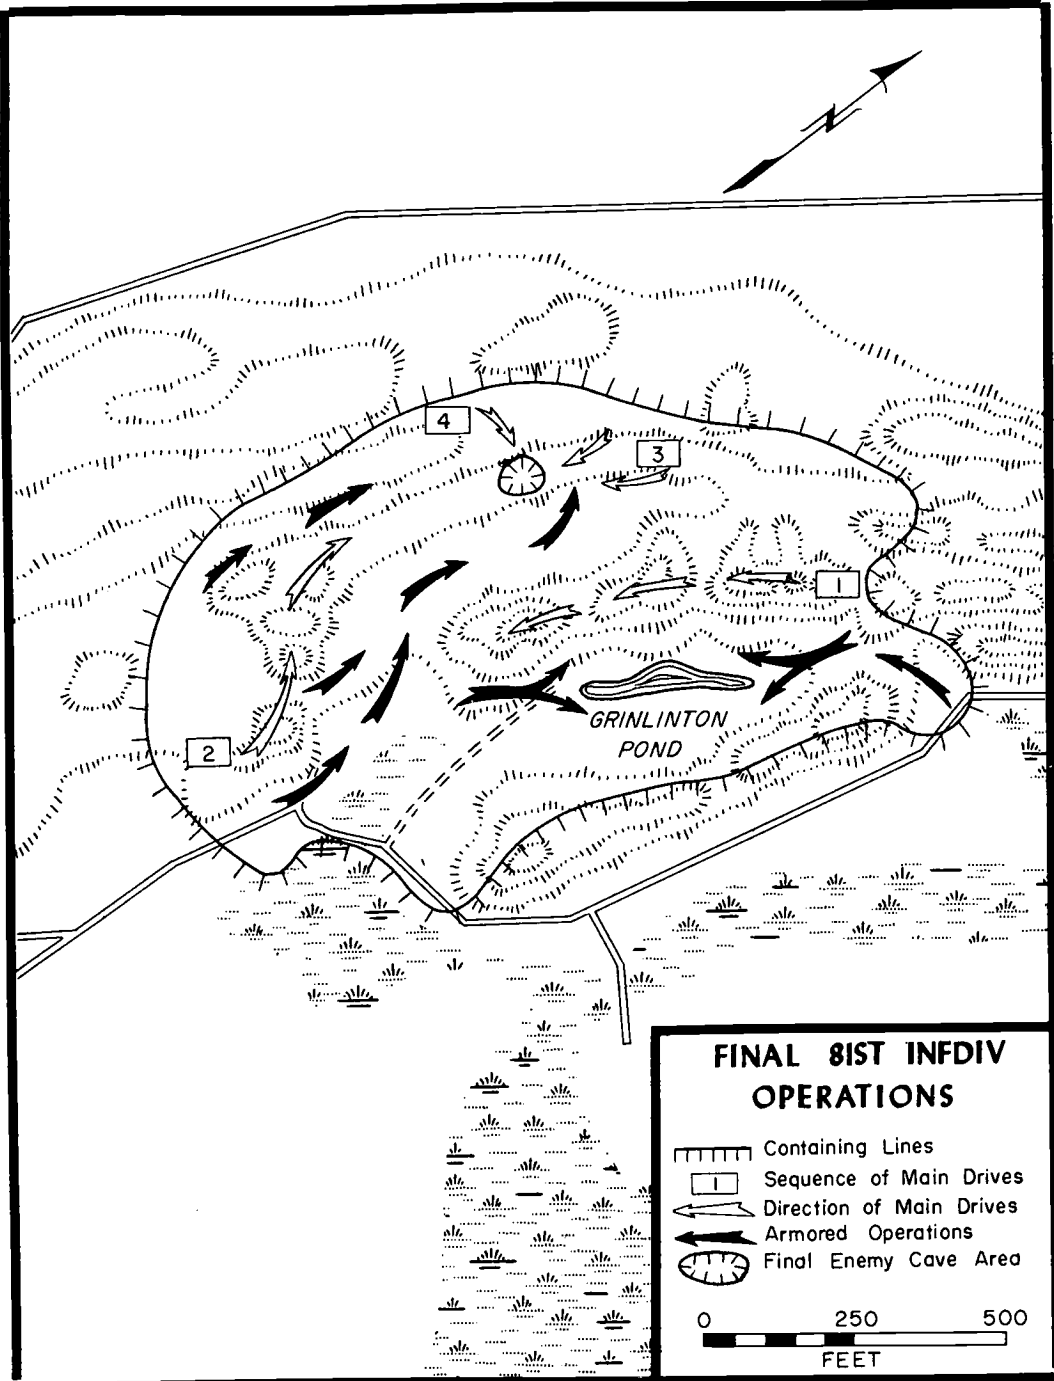 N
4
3
1
2
GRINLINTON
POND
FINAL 81ST INFDIV
OPERATIONS
Containing Lines
1 Sequence of Main Drives
Direction of Main Drives
Armored Operations
Final Enemy Cave Area
0 250 500
FEET